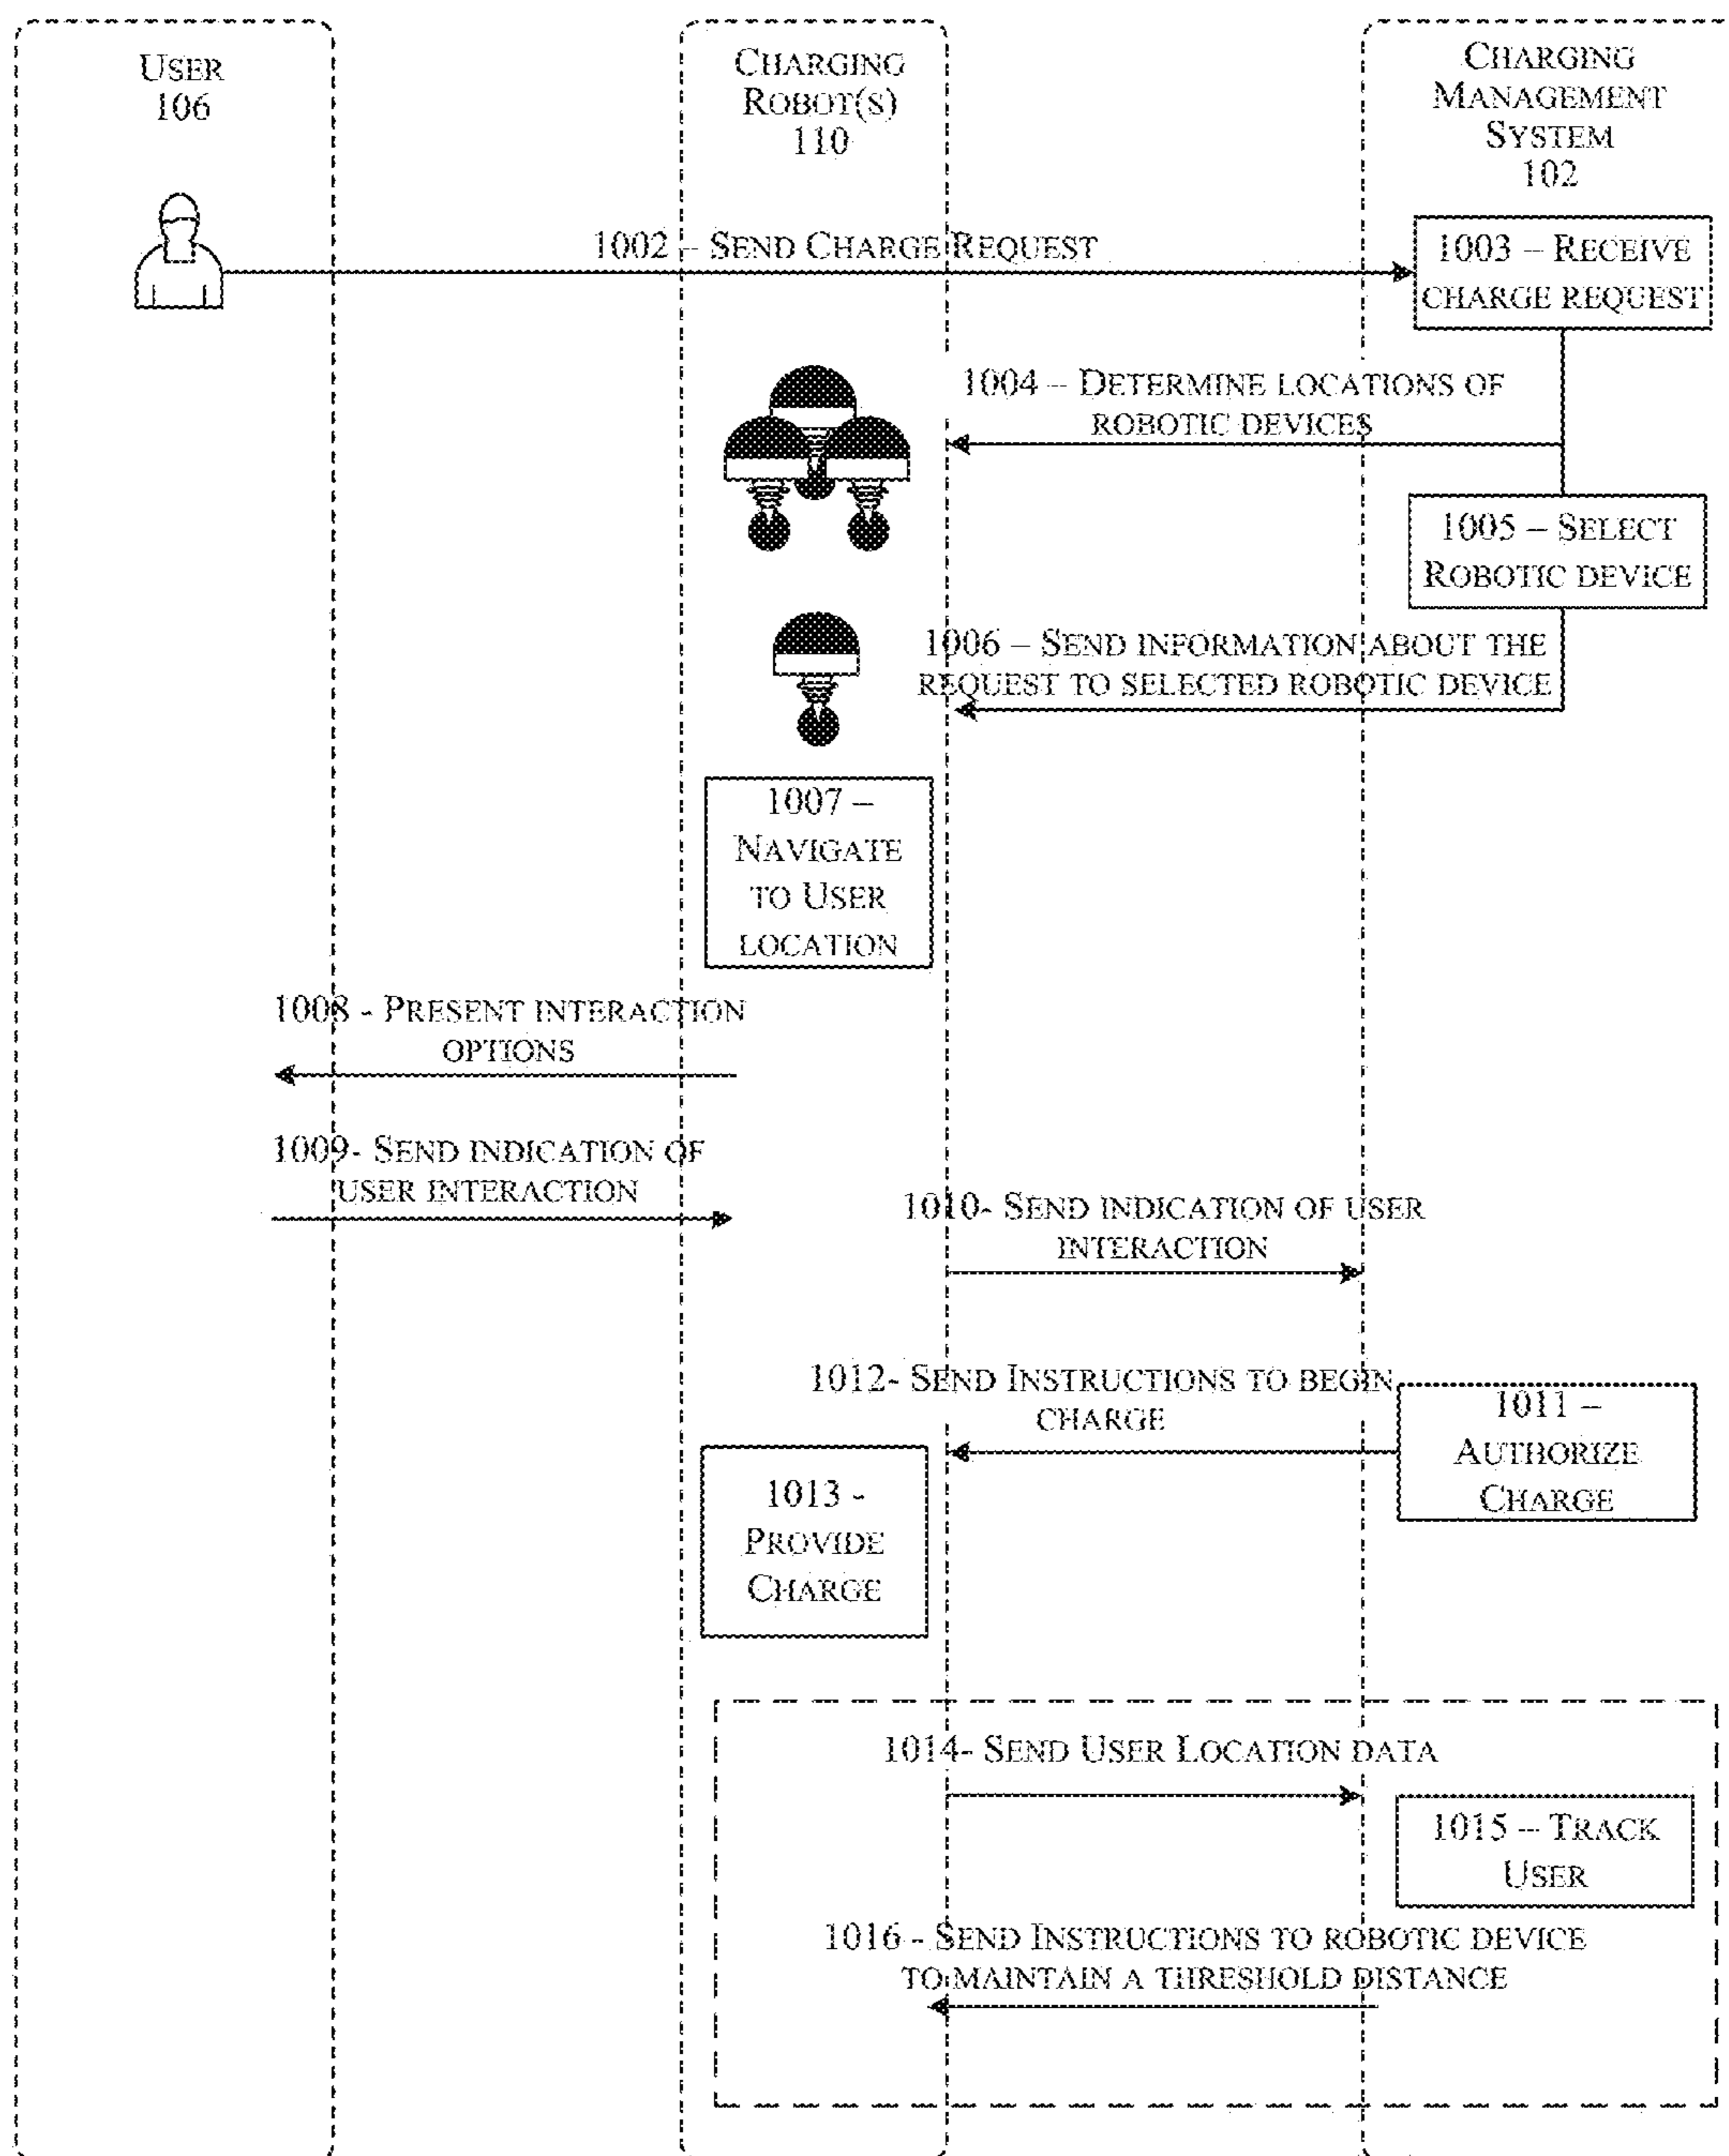 USER
106
CHARGING
ROBOT(S)
110
CHARGING
MANAGEMENT
SYSTEM
102
1002 – SEND CHARGE REQUEST
1003 – RECEIVE
CHARGE REQUEST
1004 – DETERMINE LOCATIONS OF
ROBOTIC DEVICES
1005 – SELECT
ROBOTIC DEVICE
1006 – SEND INFORMATION ABOUT THE
REQUEST TO SELECTED ROBOTIC DEVICE
1007 –
NAVIGATE
TO USER
LOCATION
1008 - PRESENT INTERACTION
OPTIONS
1009- SEND INDICATION OF
USER INTERACTION
1010- SEND INDICATION OF USER
INTERACTION
1012- SEND INSTRUCTIONS TO BEGIN
CHARGE
1011 –
AUTHORIZE
CHARGE
1013 -
PROVIDE
CHARGE
1014- SEND USER LOCATION DATA
1015 – TRACK
USER
1016 - SEND INSTRUCTIONS TO ROBOTIC DEVICE
TO MAINTAIN A THRESHOLD DISTANCE